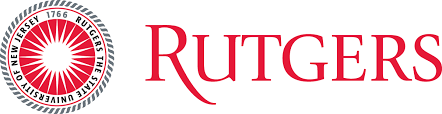 RUTGERS THE STATE UNIVERSITY OF NEW JERSEY
1766
RUTGERS